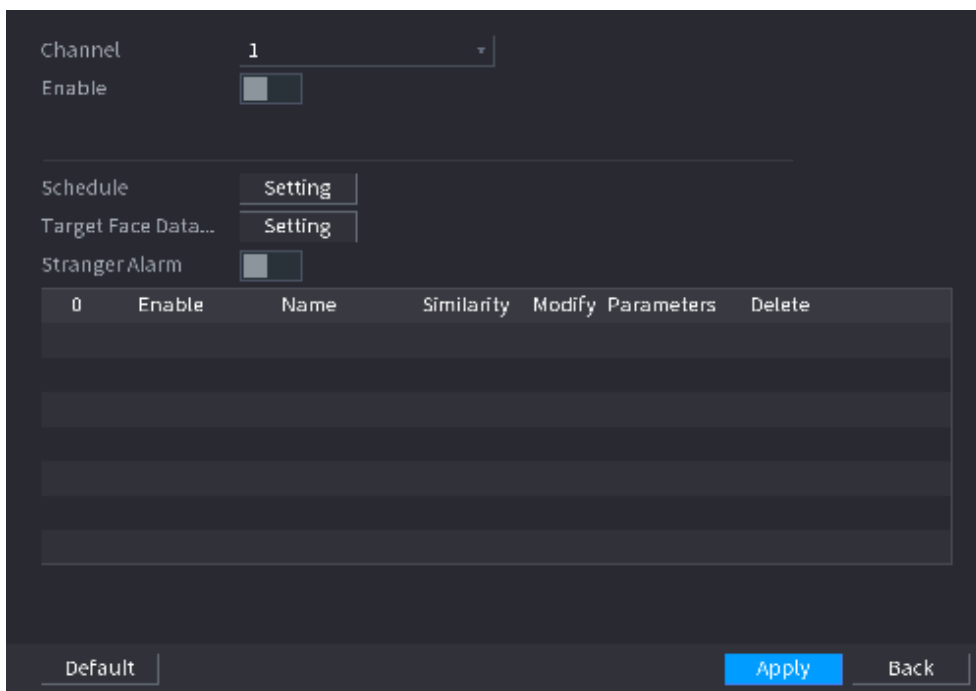 Channel 1
Enable
Schedule Setting
Target Face Data... Setting
Stranger Alarm
0 Enable Name Similarity Modify Parameters Delete
Default Apply Back